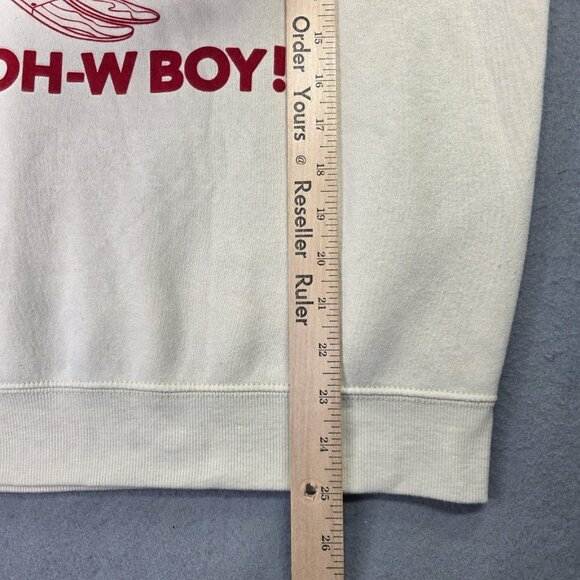 OH-W BOY!
Order Yours @ Reseller Ruler
15 16 17 18 19 20 21 22 23 24 25 26